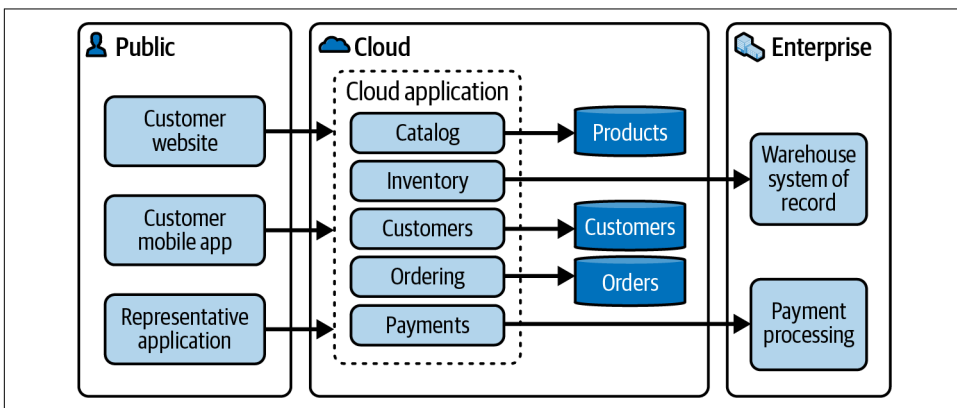 Public
Customer
website
Customer
mobile app
Representative
application
Cloud
Cloud application
Catalog
Inventory
Customers
Ordering
Payments
Products
Customers
Orders
Enterprise
Warehouse
system of
record
Payment
processing